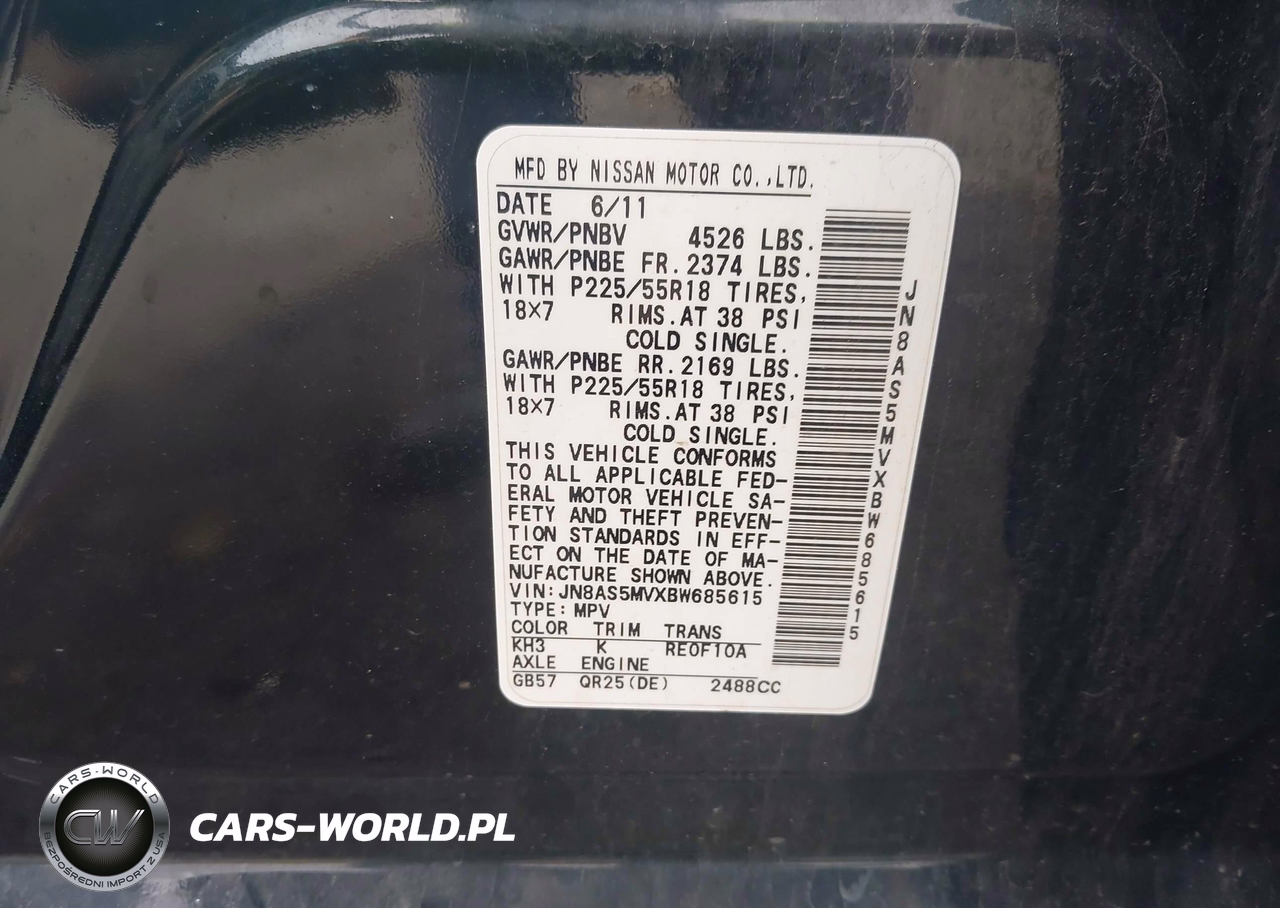 MFD BY NISSAN MOTOR CO.,LTD.
DATE 6/11
GVWR/PNBV 4526 LBS.
GAWR/PNBE FR.2374 LBS.
WITH P225/55R18 TIRES,
18×7 RIMS.AT 38 PSI
COLD SINGLE.
GAWR/PNBE RR.2169 LBS.
WITH P225/55R18 TIRES,
18×7 RIMS.AT 38 PSI
COLD SINGLE.
THIS VEHICLE CONFORMS
TO ALL APPLICABLE FED-
ERAL MOTOR VEHICLE SA-
FETY AND THEFT PREVEN-
TION STANDARDS IN EFF-
ECT ON THE DATE OF MA-
NUFACTURE SHOWN ABOVE.
VIN:JN8AS5MVXBW685615
TYPE:MPV
COLOR TRIM TRANS
KH3 K RE0F10A
AXLE ENGINE
GB57 QR25(DE) 2488CC
JN8AS5MVXBW685615
CARS-WORLD
CW
BEZPOŚREDNI IMPORT Z USA
CARS-WORLD.PL